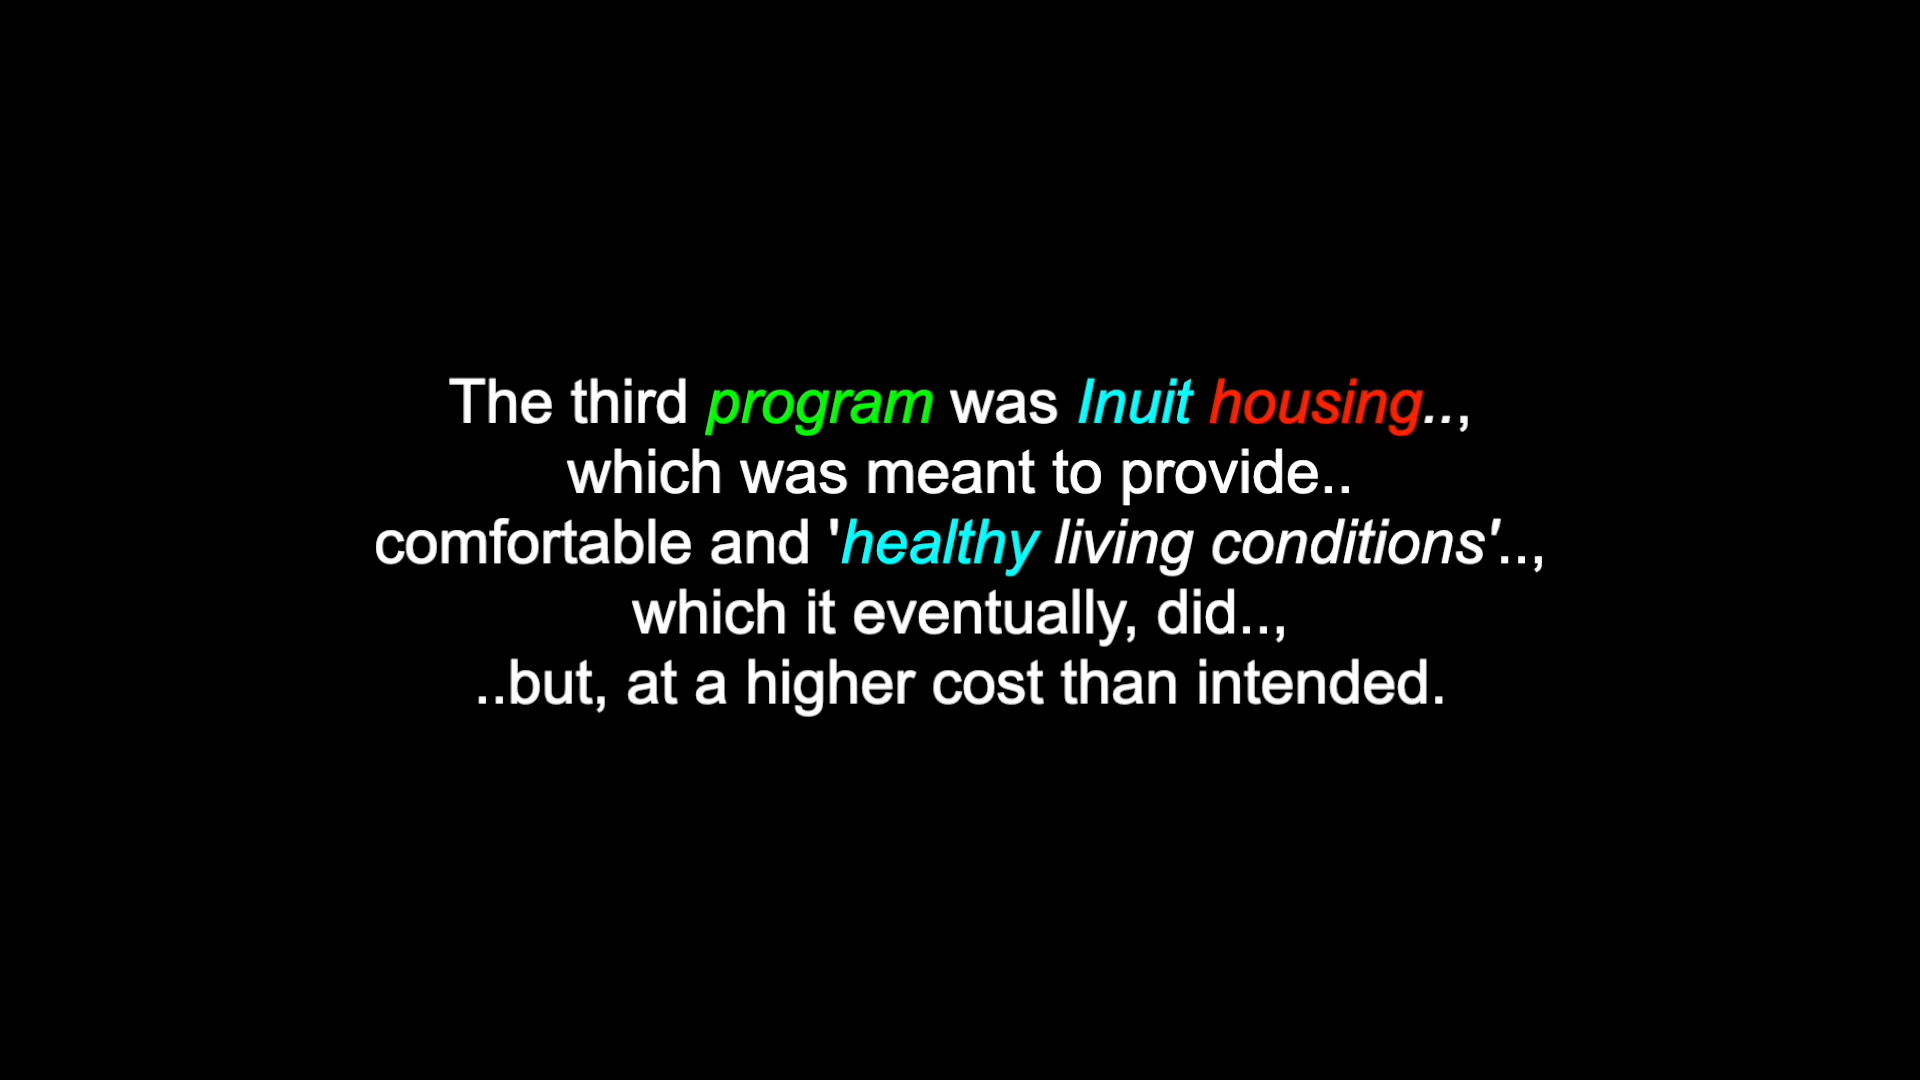 The third program was Inuit housing..,
which was meant to provide..
comfortable and 'healthy living conditions'..,
which it eventually, did..,
..but, at a higher cost than intended.